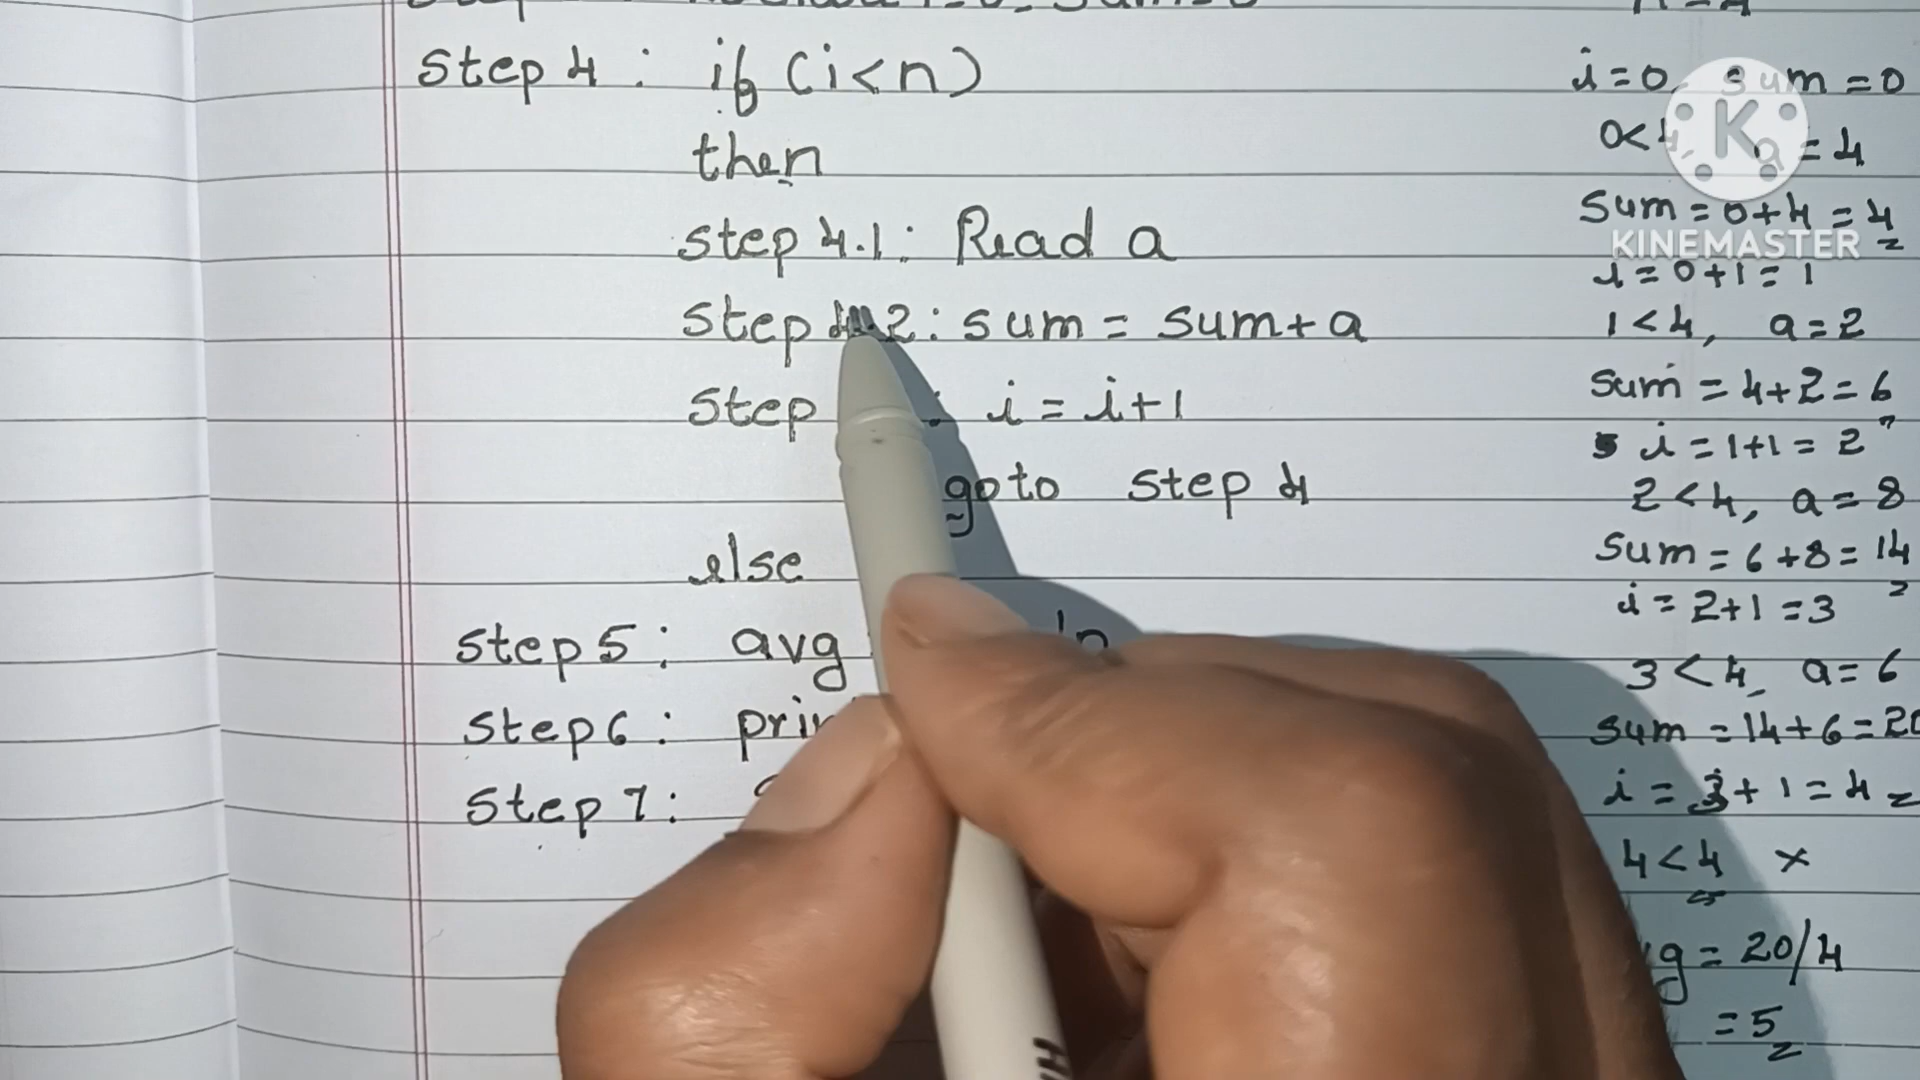 step 4 : if (i<n)
then
step 4.1 : Read a
step 4.2 : sum = sum+a
step : i = i+1
goto step 4
else
step 5 : avg
step 6 :
step 7 :
i=0, sum=0
0<4, a=4
sum=0+4=4
i=0+1=1
1<4, a=2
sum=4+2=6
i=1+1=2
2<4, a=8
sum=6+8=14
i=2+1=3
3<4, a=6
sum=14+6=20
i=3+1=4
4<4 ×
=20/4
=5
K
KINEMASTER